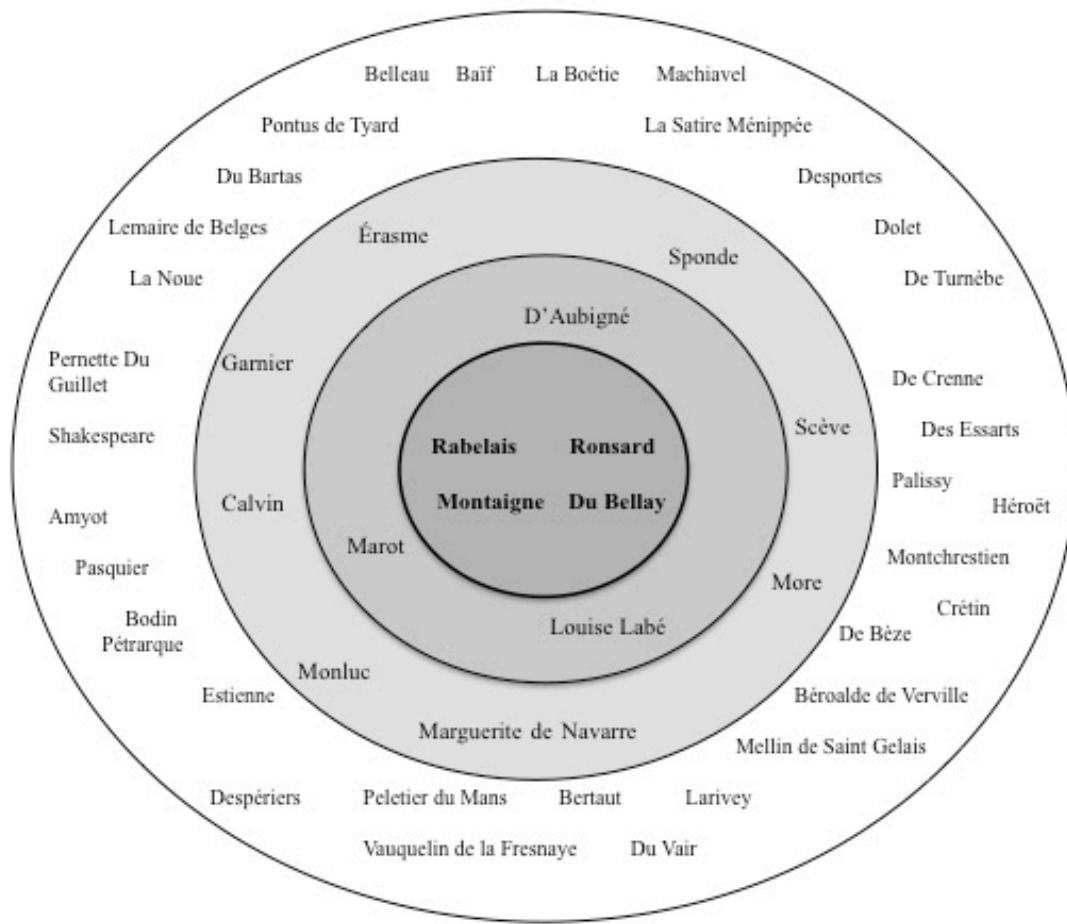 Belleau Baïf La Boétie Machiavel
Pontus de Tyard La Satire Ménippée
Du Bartas Desportes
Lemaire de Belges Érasme Dolet
Sponde
La Noue De Turnèbe
D'Aubigné
Pernette Du
Guillet
Garnier
De Crenne
Shakespeare Scève Des Essarts
Rabelais Ronsard
Palissy
Calvin Montaigne Du Bellay Héroët
Amyot
Marot
Pasquier Montchrestien
More
Bodin Crétin
Pétrarque Louise Labé De Bèze
Monluc
Estienne Béroalde de Verville
Marguerite de Navarre
Mellin de Saint Gelais
Despériers Peletier du Mans Bertaut Larivey
Vauquelin de la Fresnaye Du Vair